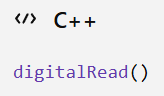 </> C++
digitalRead()